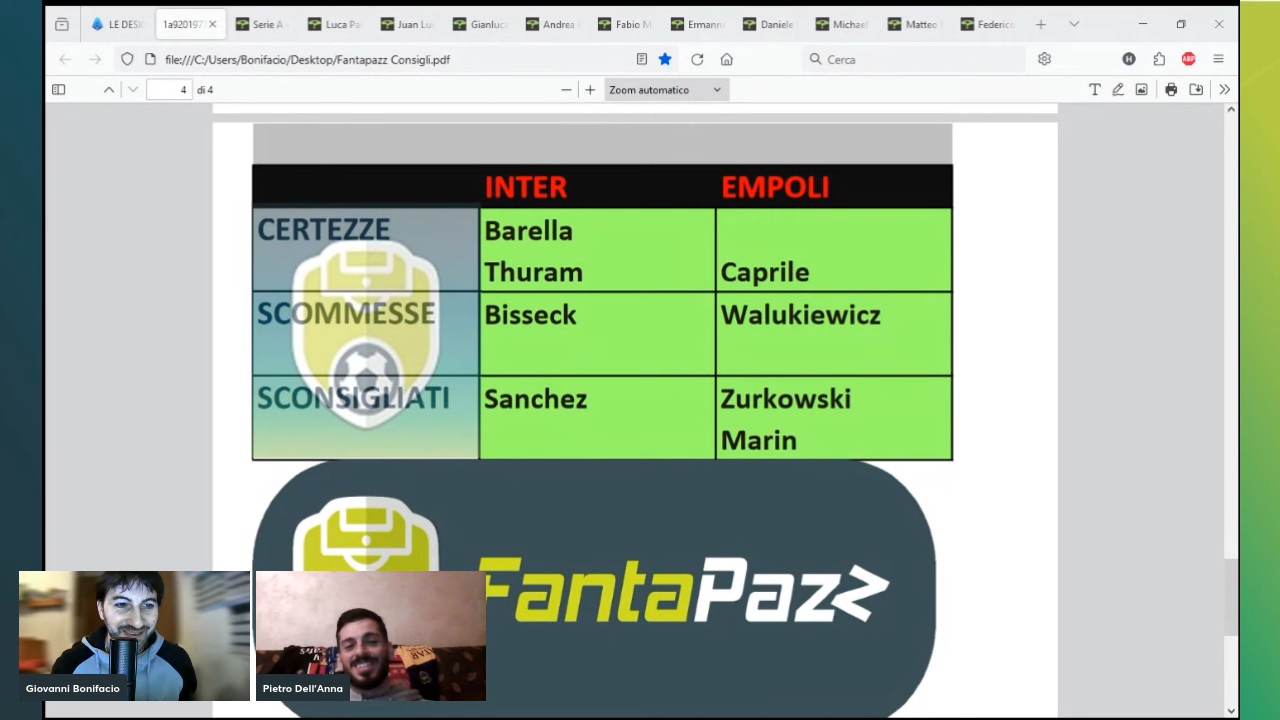 LE DESI
1a920197
Serie A
Luca Pa
Juan Lu
Gianluca
Andrea
Fabio M
Ermann
Daniele
Michael
Matteo
Federico
file:///C:/Users/Bonifacio/Desktop/Fantapazz Consigli.pdf
Cerca
H
ABP
4 di 4
Zoom automatico
INTER EMPOLI
CERTEZZE Barella
Thuram Caprile
SCOMMESSE Bisseck Walukiewicz
SCONSIGLIATI Sanchez Zurkowski
Marin
FantaPazz
Giovanni Bonifacio
Pietro Dell'Anna